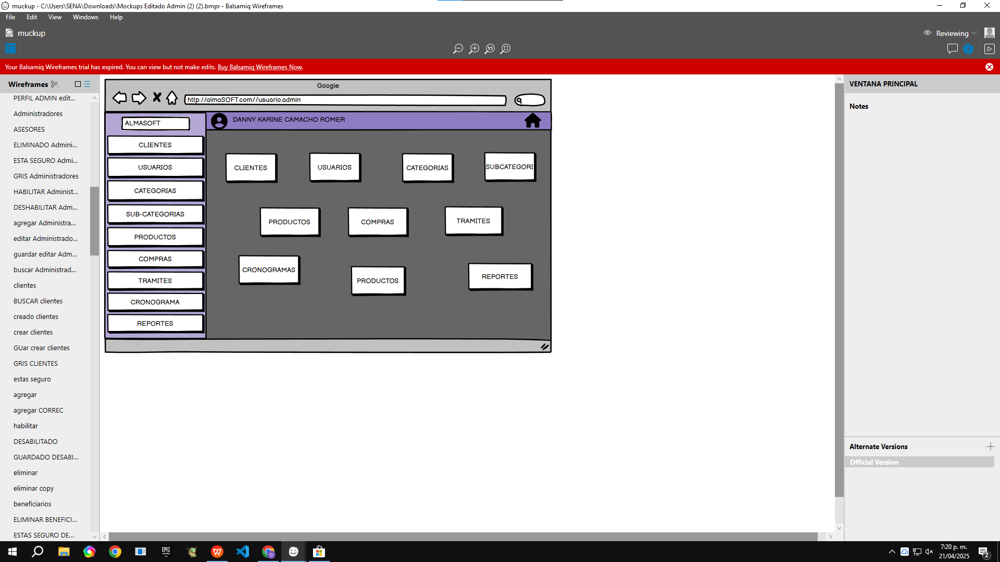 muckup - C:\Users\SENA\Downloads\Mockups Editado Admin (2) (2).bmpr - Balsamiq Wireframes
File Edit View Windows Help
muckup
Reviewing
1:1
Your Balsamiq Wireframes trial has expired. You can view but not make edits. Buy Balsamiq Wireframes Now.
Wireframes
PERFIL ADMIN edit...
Administradores
ASESORES
ELIMINADO Admini...
ESTA SEGURO Admi...
GRIS Administradores
HABILITAR Administ...
DESHABILITAR Adm...
agregar Administra...
editar Administrado...
guardar editar Adm...
buscar Administrad...
clientes
BUSCAR clientes
creado clientes
crear clientes
GUar crear clientes
GRIS CLIENTES
estas seguro
agregar
agregar CORREC
habilitar
DESABILITADO
GUARDADO DESABI...
eliminar
eliminar copy
beneficiarios
ELIMINAR BENEFICI...
ESTAS SEGURO DE...
Google
http://almaSOFT.com//usuario.admin
ALMASOFT
DANNY KARINE CAMACHO ROMER
CLIENTES
USUARIOS
CATEGORIAS
SUB-CATEGORIAS
PRODUCTOS
COMPRAS
TRAMITES
CRONOGRAMA
REPORTES
CLIENTES
USUARIOS
CATEGORIAS
SUBCATEGORI
PRODUCTOS
COMPRAS
TRAMITES
CRONOGRAMAS
PRODUCTOS
REPORTES
VENTANA PRINCIPAL
Notes
Alternate Versions
Official Version
EPIC
GAMES
W
D
7:20 p. m.
21/04/2025
2